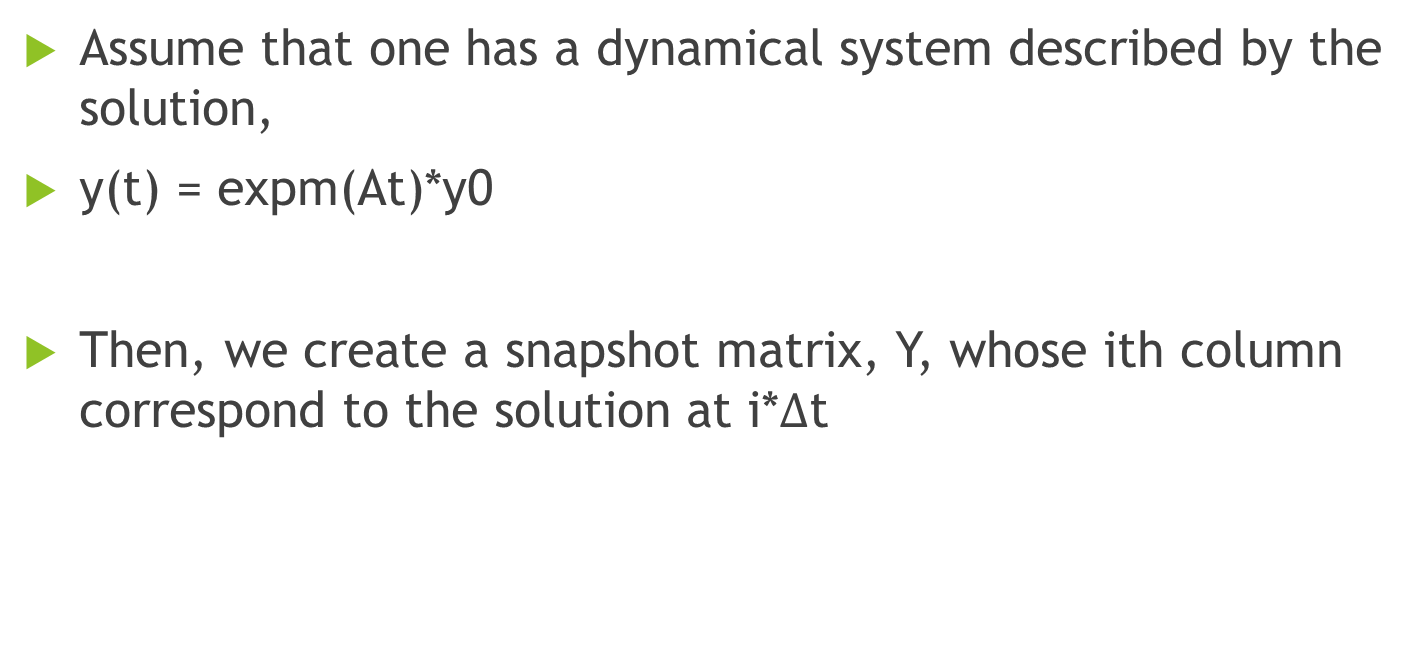 Assume that one has a dynamical system described by the
solution,
y(t) = expm(At)*y0
Then, we create a snapshot matrix, Y, whose ith column
correspond to the solution at i*Δt